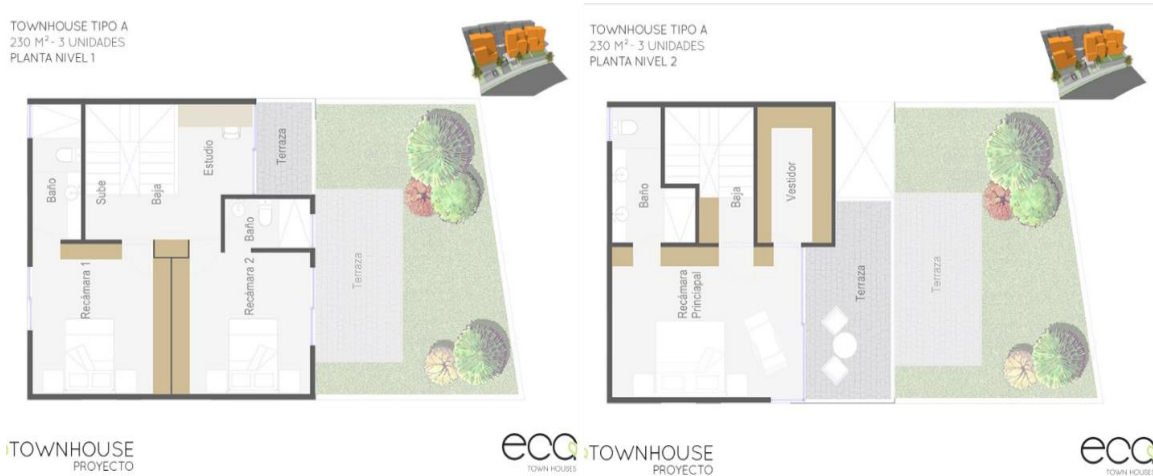 TOWNHOUSE TIPO A
230 M² - 3 UNIDADES
PLANTA NIVEL 1
Baño
Sube
Baja
Estudio
Terraza
Baño
Recámara 1
Recámara 2
Terraza
TOWNHOUSE
PROYECTO
eco
TOWN HOUSES
TOWNHOUSE TIPO A
230 M² - 3 UNIDADES
PLANTA NIVEL 2
Baño
Baja
Vestidor
Recámara
Princiapal
Terraza
Terraza
TOWNHOUSE
PROYECTO
eco
TOWN HOUSES